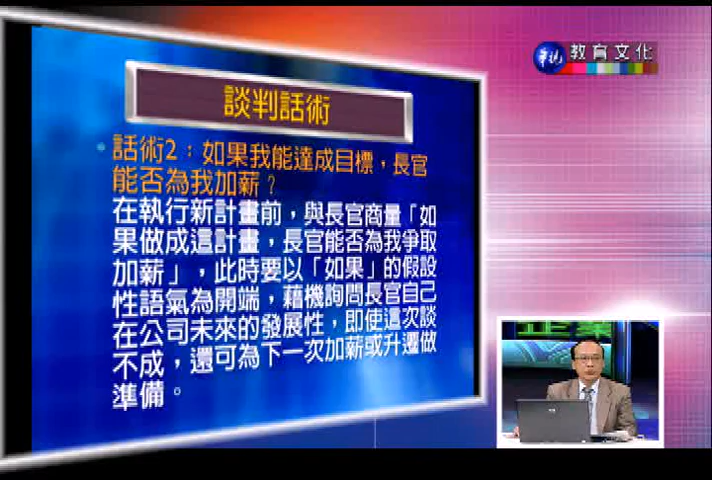 華視 教育文化
談判話術
話術2：如果我能達成目標，長官
能否為我加薪？
在執行新計畫前，與長官商量「如
果做成這計畫，長官能否為我爭取
加薪」，此時要以「如果」的假設
性語氣為開端，藉機詢問長官自己
在公司未來的發展性，即使這次談
不成，還可為下一次加薪或升遷做
準備。